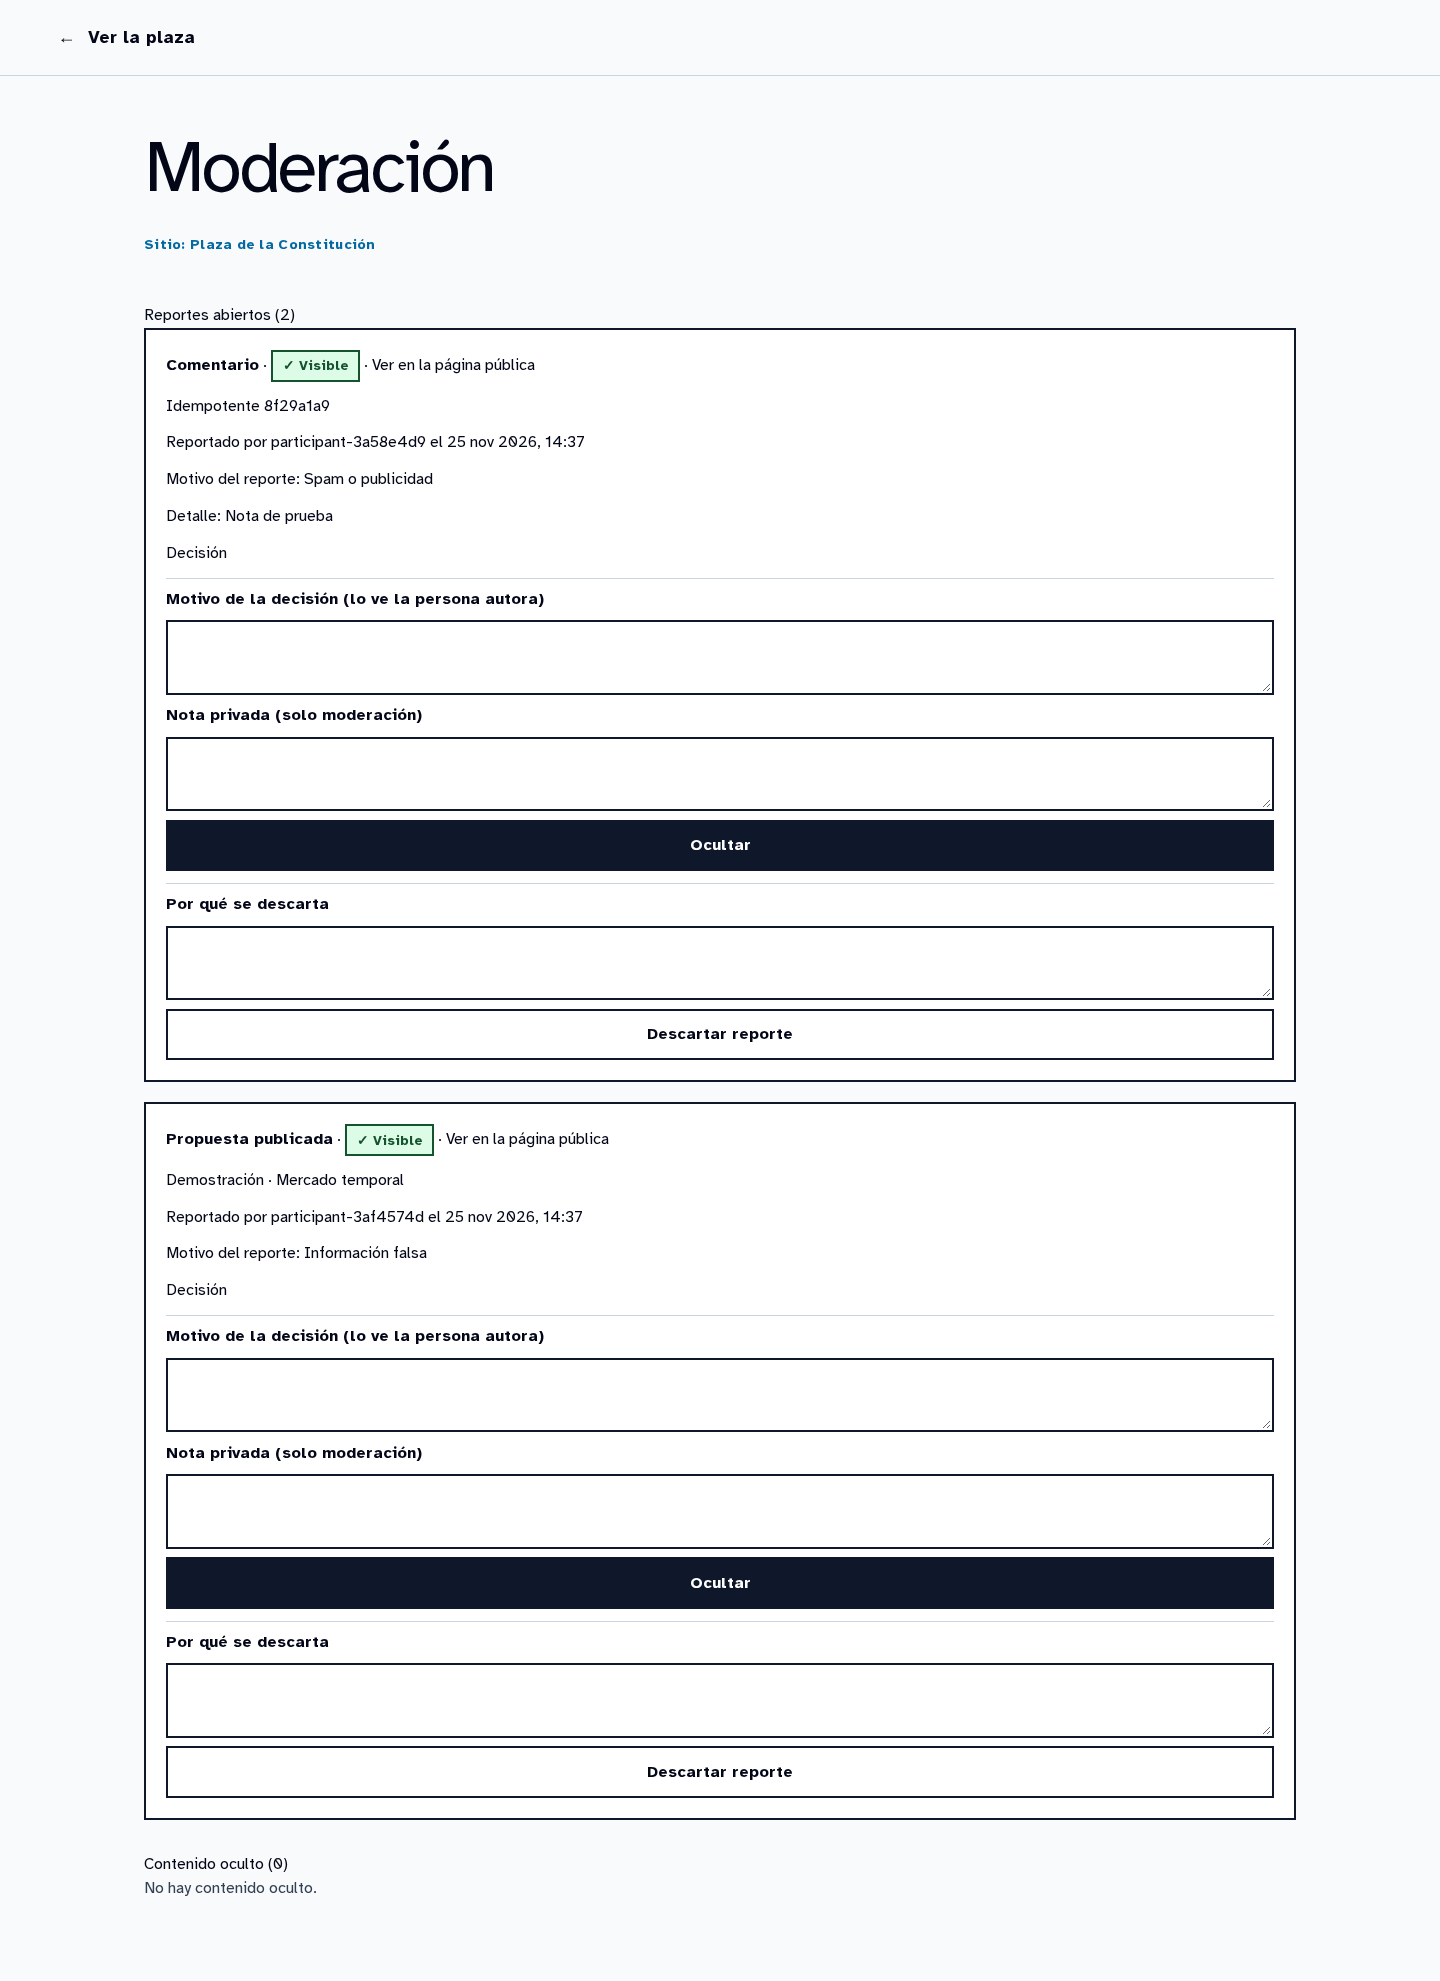 ← Ver la plaza
Moderación
Sitio: Plaza de la Constitución
Reportes abiertos (2)
Comentario · ✓ Visible · Ver en la página pública
Idempotente 8f29a1a9
Reportado por participant-3a58e4d9 el 25 nov 2026, 14:37
Motivo del reporte: Spam o publicidad
Detalle: Nota de prueba
Decisión
Motivo de la decisión (lo ve la persona autora)
Nota privada (solo moderación)
Ocultar
Por qué se descarta
Descartar reporte
Propuesta publicada · ✓ Visible · Ver en la página pública
Demostración · Mercado temporal
Reportado por participant-3af4574d el 25 nov 2026, 14:37
Motivo del reporte: Información falsa
Decisión
Motivo de la decisión (lo ve la persona autora)
Nota privada (solo moderación)
Ocultar
Por qué se descarta
Descartar reporte
Contenido oculto (0)
No hay contenido oculto.